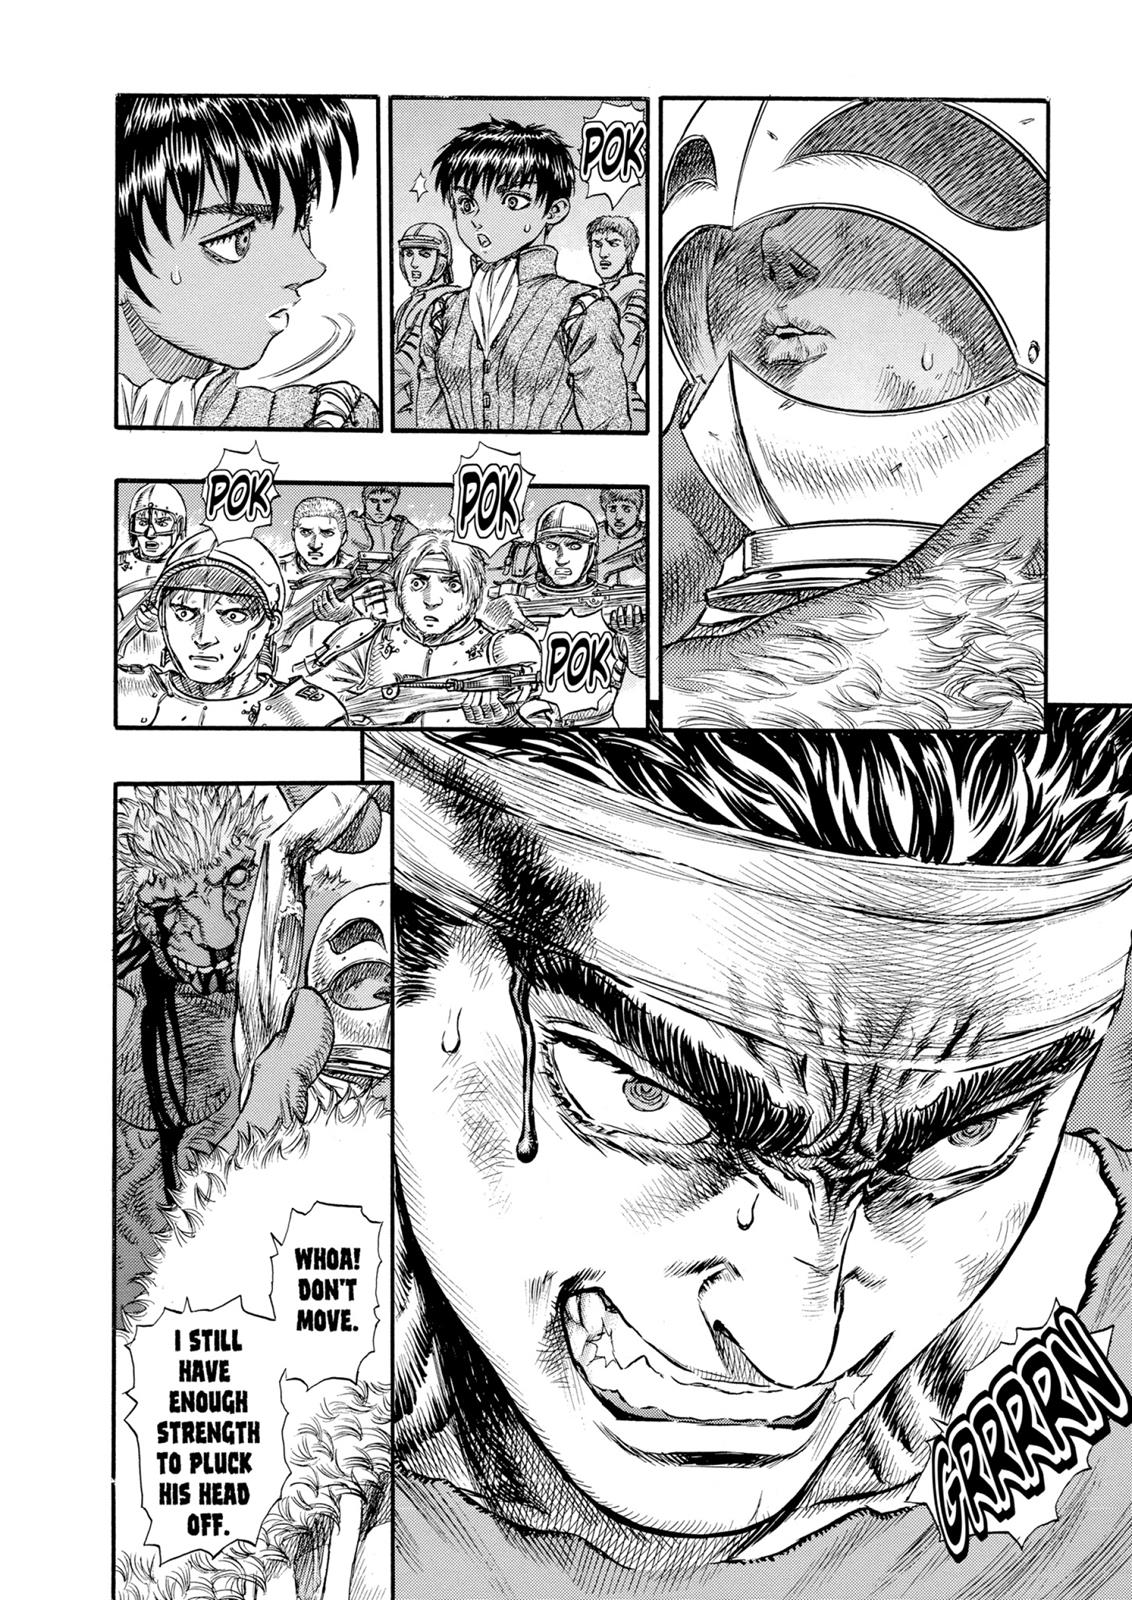 POK
POK
POK
POK
GRRRRN
WHOA!
DON'T
MOVE.
I STILL
HAVE
ENOUGH
STRENGTH
TO PLUCK
HIS HEAD
OFF.